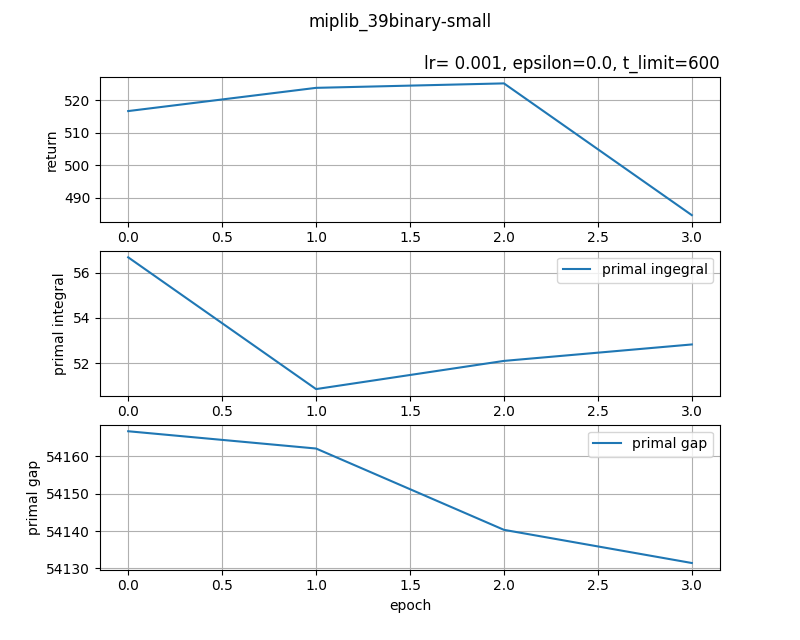 miplib_39binary-small
lr= 0.001, epsilon=0.0, t_limit=600
return
520
510
500
490
0.0 0.5 1.0 1.5 2.0 2.5 3.0
primal integral
56
54
52
primal ingegral
0.0 0.5 1.0 1.5 2.0 2.5 3.0
primal gap
54160
54150
54140
54130
primal gap
0.0 0.5 1.0 1.5 2.0 2.5 3.0
epoch